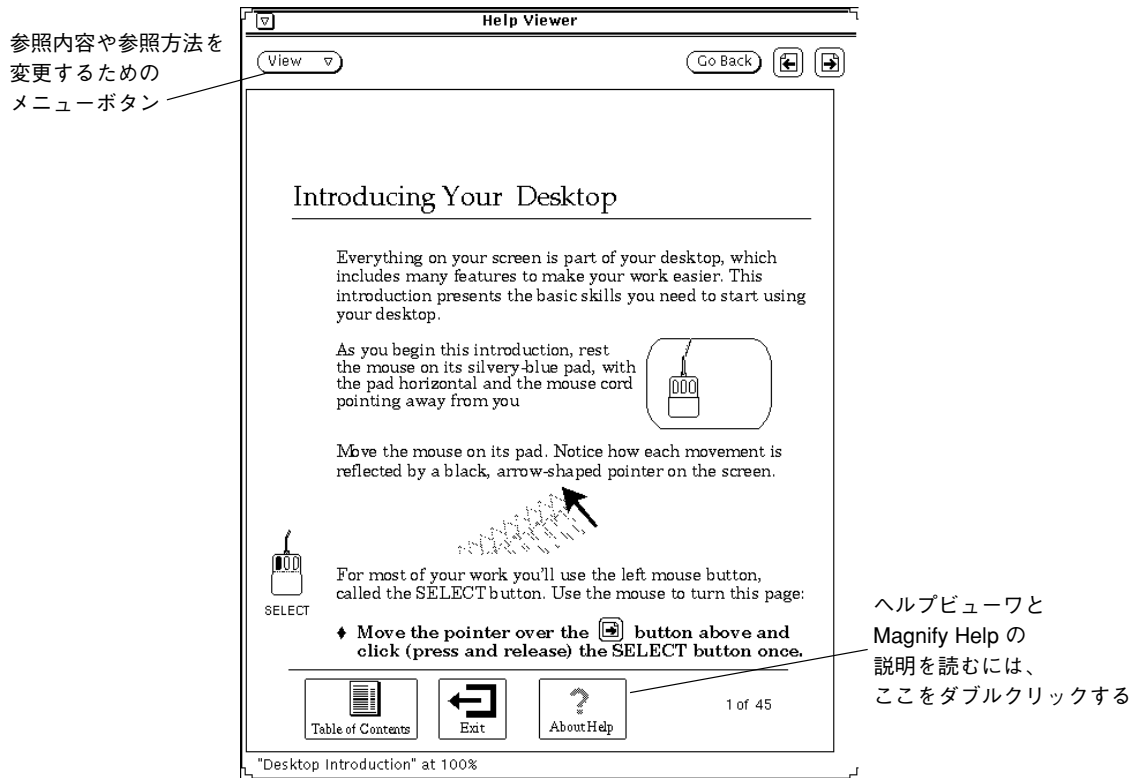 Help Viewer
参照内容や参照方法を
変更するための
メニューボタン
View
Go Back
Introducing Your Desktop
Everything on your screen is part of your desktop, which
includes many features to make your work easier. This
introduction presents the basic skills you need to start using
your desktop.
As you begin this introduction, rest
the mouse on its silvery-blue pad, with
the pad horizontal and the mouse cord
pointing away from you
Move the mouse on its pad. Notice how each movement is
reflected by a black, arrow-shaped pointer on the screen.
SELECT
For most of your work you'll use the left mouse button,
called the SELECT button. Use the mouse to turn this page:
♦ Move the pointer over the button above and
click (press and release) the SELECT button once.
ヘルプビューワと
Magnify Help の
説明を読むには、
ここをダブルクリックする
Table of Contents
Exit
About Help
1 of 45
"Desktop Introduction" at 100%